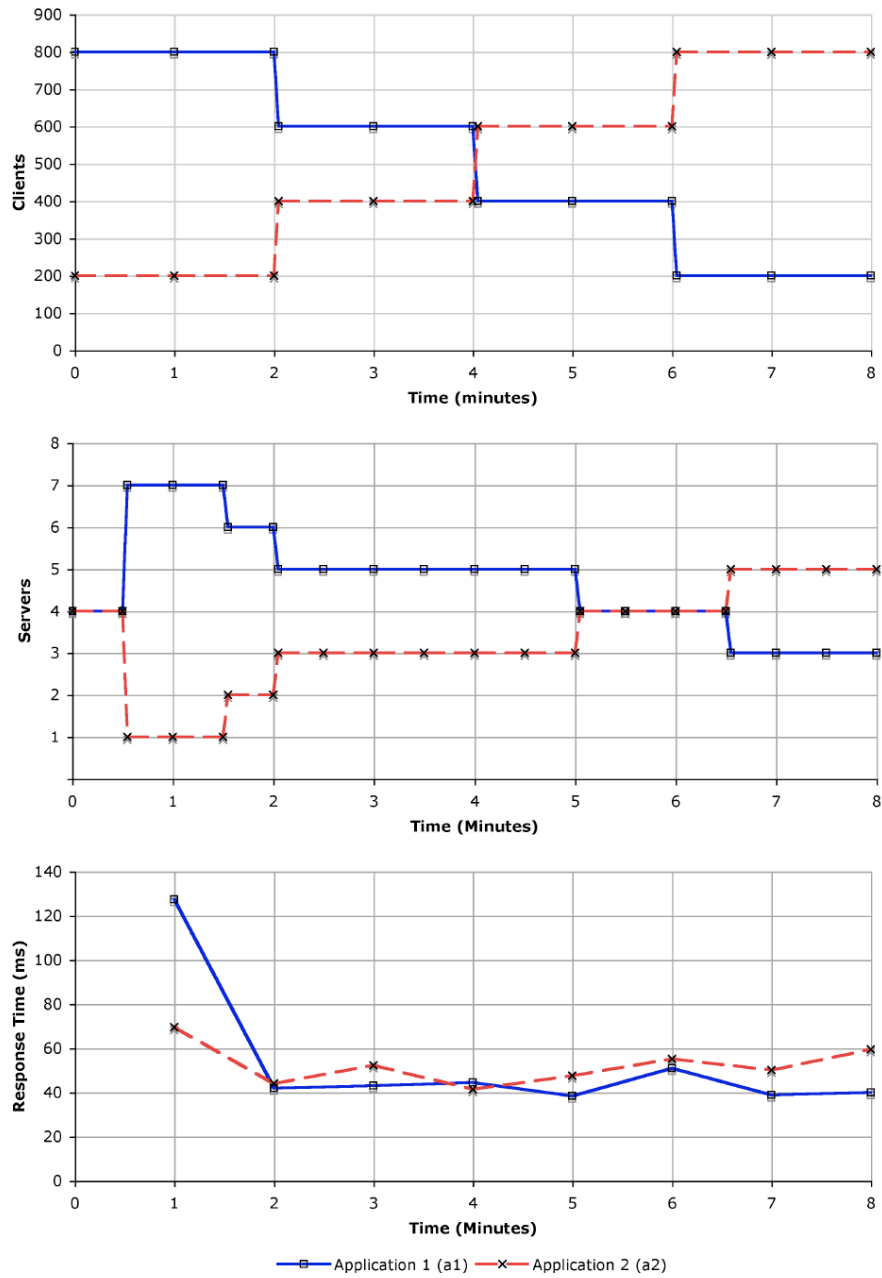 900
800
700
600
500
400
300
200
100
0
Clients
0 1 2 3 4 5 6 7 8
Time (minutes)
8
7
6
5
4
3
2
1
Servers
0 1 2 3 4 5 6 7 8
Time (Minutes)
140
120
100
80
60
40
20
0
Response Time (ms)
0 1 2 3 4 5 6 7 8
Time (Minutes)
Application 1 (a1) Application 2 (a2)